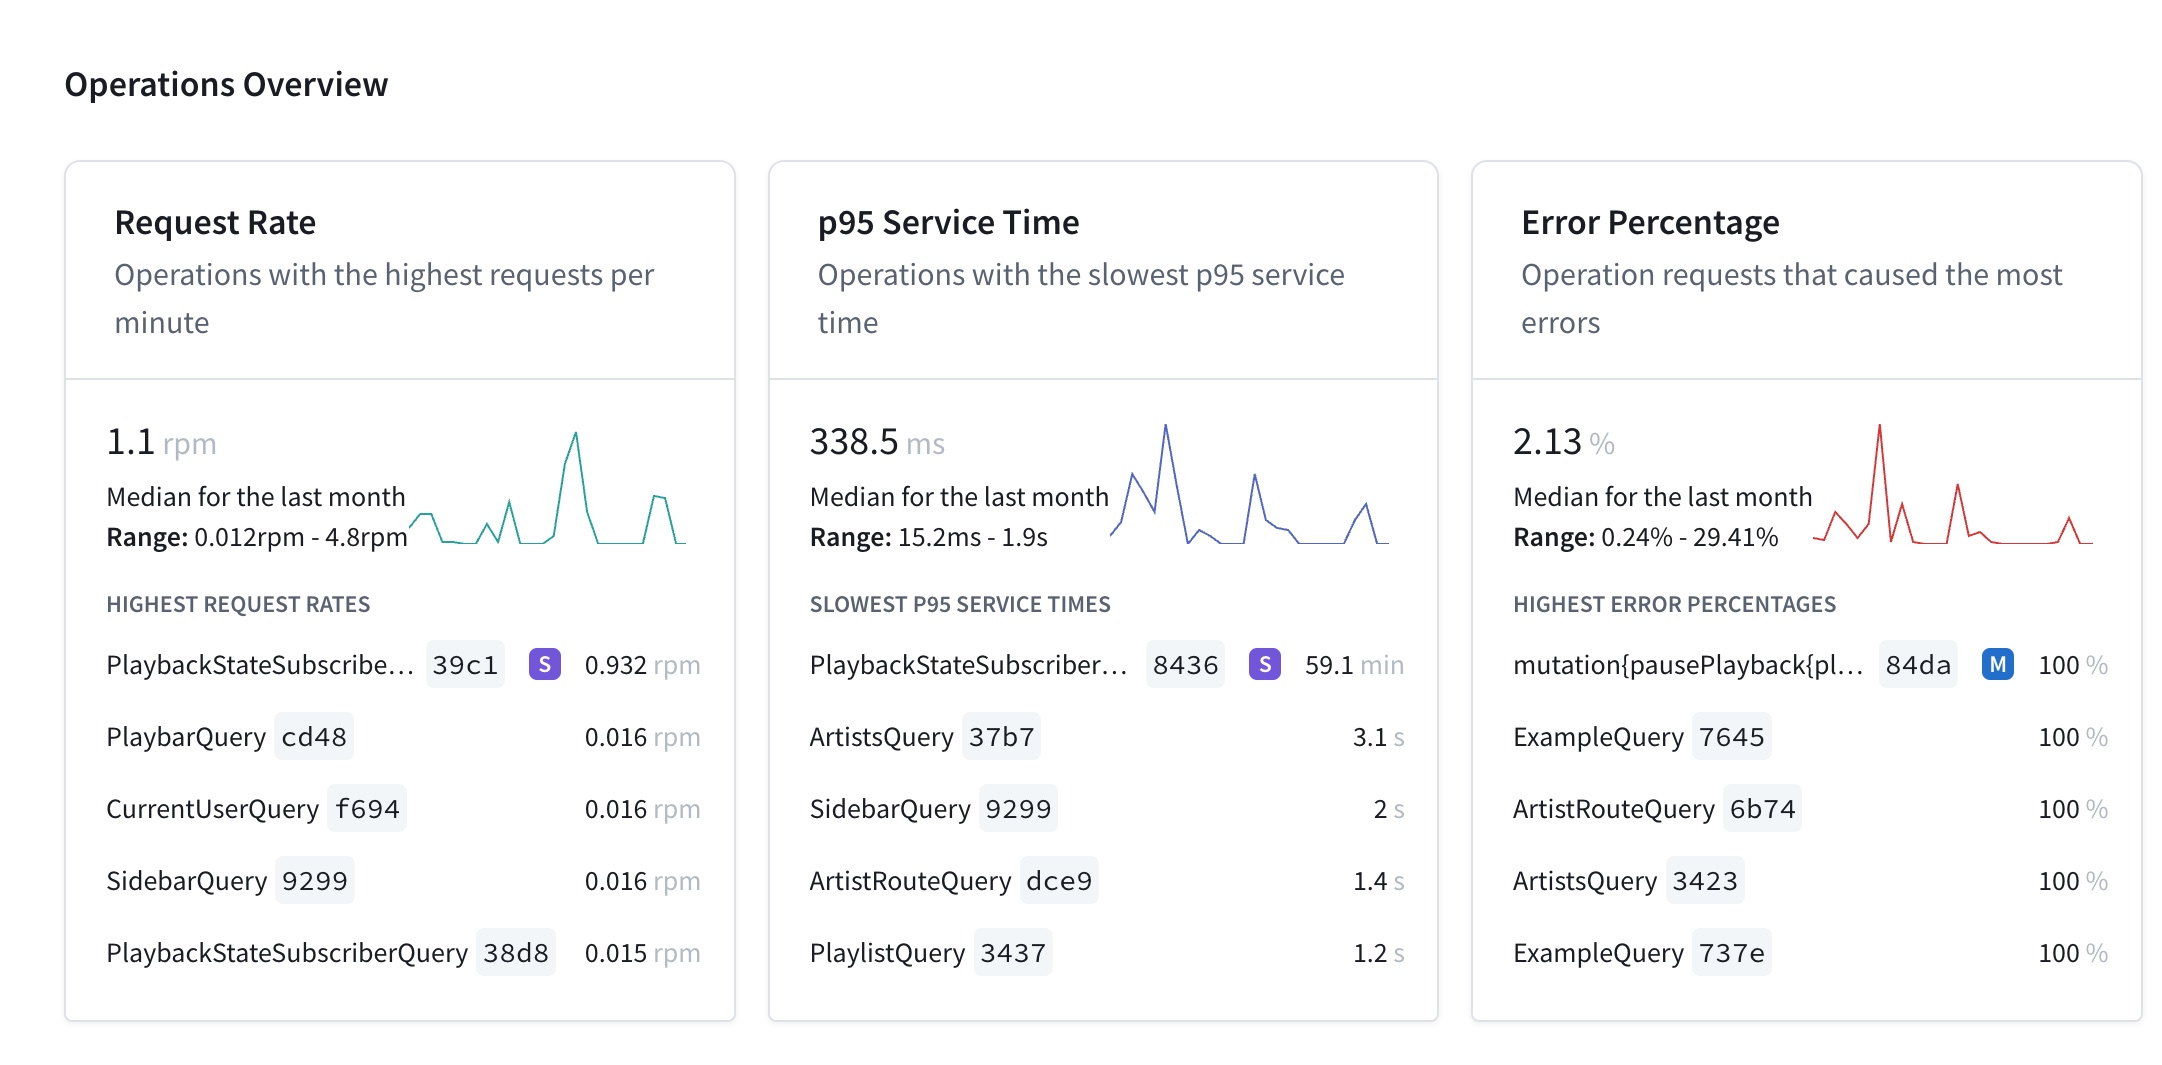 Operations Overview
Request Rate
Operations with the highest requests per
minute
1.1 rpm
Median for the last month
Range: 0.012rpm - 4.8rpm
HIGHEST REQUEST RATES
PlaybackStateSubscribe... 39c1 S 0.932 rpm
PlaybarQuery cd48 0.016 rpm
CurrentUserQuery f694 0.016 rpm
SidebarQuery 9299 0.016 rpm
PlaybackStateSubscriberQuery 38d8 0.015 rpm
p95 Service Time
Operations with the slowest p95 service
time
338.5 ms
Median for the last month
Range: 15.2ms - 1.9s
SLOWEST P95 SERVICE TIMES
PlaybackStateSubscriber... 8436 S 59.1 min
ArtistsQuery 37b7 3.1 s
SidebarQuery 9299 2 s
ArtistRouteQuery dce9 1.4 s
PlaylistQuery 3437 1.2 s
Error Percentage
Operation requests that caused the most
errors
2.13 %
Median for the last month
Range: 0.24% - 29.41%
HIGHEST ERROR PERCENTAGES
mutation{pausePlayback{pl... 84da M 100 %
ExampleQuery 7645 100 %
ArtistRouteQuery 6b74 100 %
ArtistsQuery 3423 100 %
ExampleQuery 737e 100 %